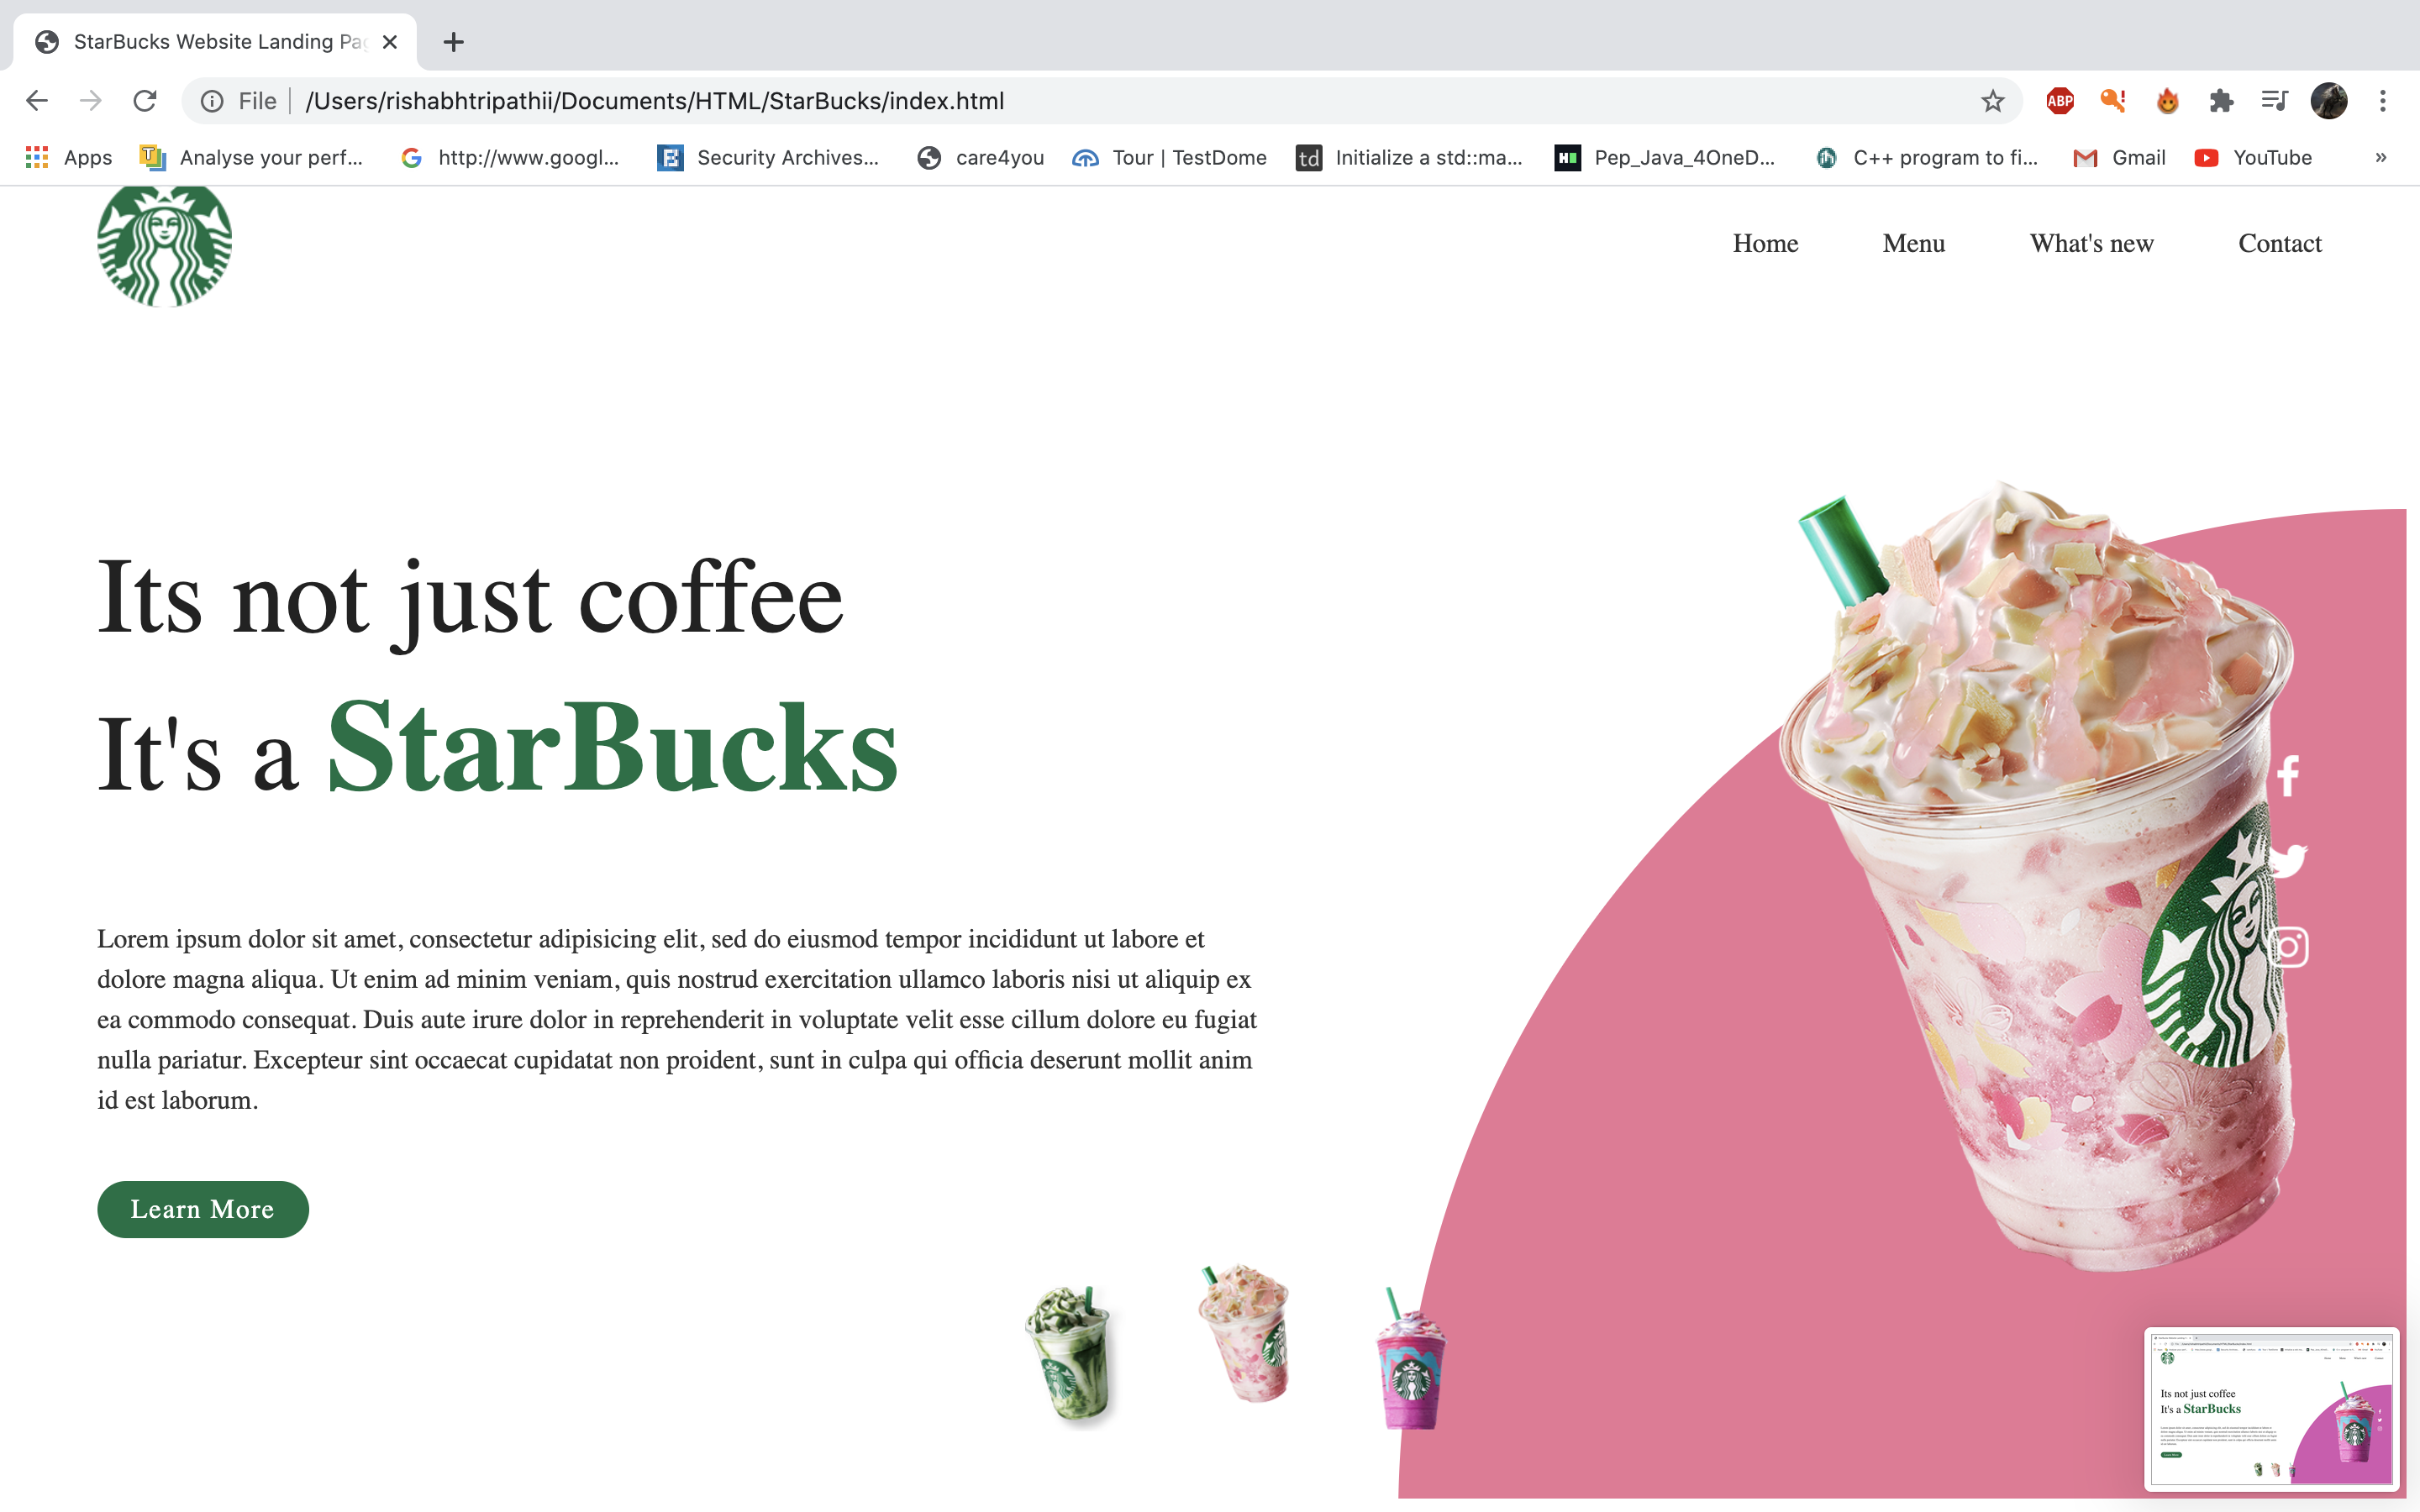 StarBucks Website Landing Pa
File /Users/rishabhtripathii/Documents/HTML/StarBucks/index.html
ABP
Apps Analyse your perf... http://www.googl... Security Archives... care4you Tour | TestDome td Initialize a std::ma... Pep_Java_4OneD... C++ program to fi... Gmail YouTube »
Home Menu What's new Contact
Its not just coffee
It's a StarBucks
Lorem ipsum dolor sit amet, consectetur adipisicing elit, sed do eiusmod tempor incididunt ut labore et
dolore magna aliqua. Ut enim ad minim veniam, quis nostrud exercitation ullamco laboris nisi ut aliquip ex
ea commodo consequat. Duis aute irure dolor in reprehenderit in voluptate velit esse cillum dolore eu fugiat
nulla pariatur. Excepteur sint occaecat cupidatat non proident, sunt in culpa qui officia deserunt mollit anim
id est laborum.
Learn More
Its not just coffee
It's a StarBucks